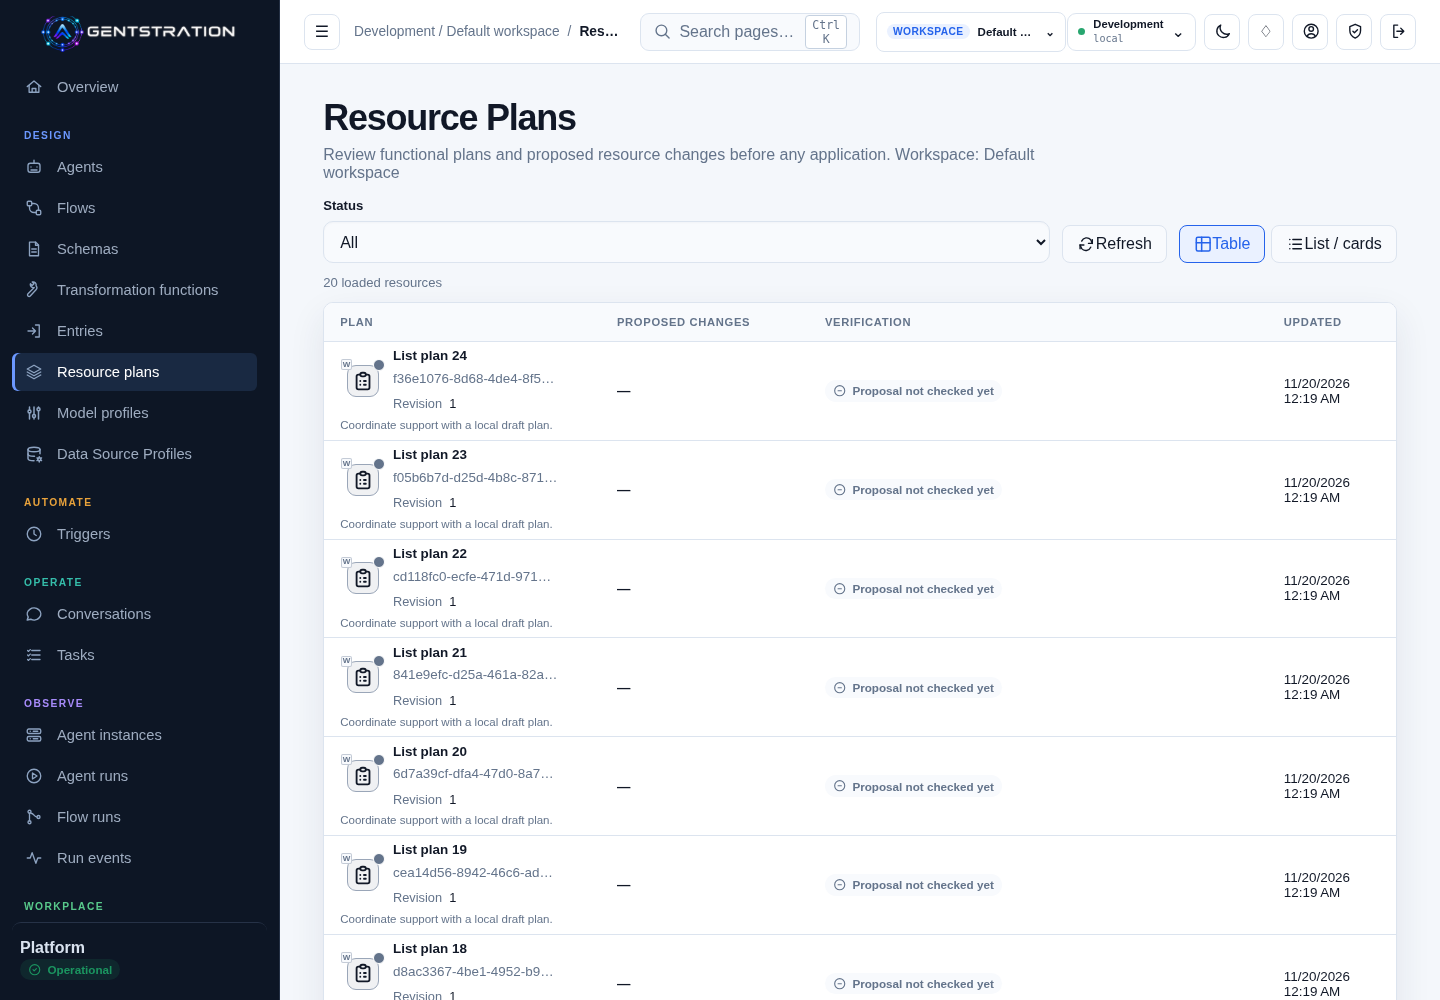 GENTSTRATION
Overview
DESIGN
Agents
Flows
Schemas
Transformation functions
Entries
Resource plans
Model profiles
Data Source Profiles
AUTOMATE
Triggers
OPERATE
Conversations
Tasks
OBSERVE
Agent instances
Agent runs
Flow runs
Run events
WORKPLACE
Platform
Operational
Development / Default workspace / Res…
Search pages…
Ctrl
K
WORKSPACE Default …
Development
local
Resource Plans
Review functional plans and proposed resource changes before any application. Workspace: Default
workspace
Status
All
Refresh
Table
List / cards
20 loaded resources
PLAN PROPOSED CHANGES VERIFICATION UPDATED
W
List plan 24
f36e1076-8d68-4de4-8f5…
Revision 1
Coordinate support with a local draft plan.
—
Proposal not checked yet
11/20/2026
12:19 AM
W
List plan 23
f05b6b7d-d25d-4b8c-871…
Revision 1
Coordinate support with a local draft plan.
—
Proposal not checked yet
11/20/2026
12:19 AM
W
List plan 22
cd118fc0-ecfe-471d-971…
Revision 1
Coordinate support with a local draft plan.
—
Proposal not checked yet
11/20/2026
12:19 AM
W
List plan 21
841e9efc-d25a-461a-82a…
Revision 1
Coordinate support with a local draft plan.
—
Proposal not checked yet
11/20/2026
12:19 AM
W
List plan 20
6d7a39cf-dfa4-47d0-8a7…
Revision 1
Coordinate support with a local draft plan.
—
Proposal not checked yet
11/20/2026
12:19 AM
W
List plan 19
cea14d56-8942-46c6-ad…
Revision 1
Coordinate support with a local draft plan.
—
Proposal not checked yet
11/20/2026
12:19 AM
W
List plan 18
d8ac3367-4be1-4952-b9…
Revision 1
—
Proposal not checked yet
11/20/2026
12:19 AM